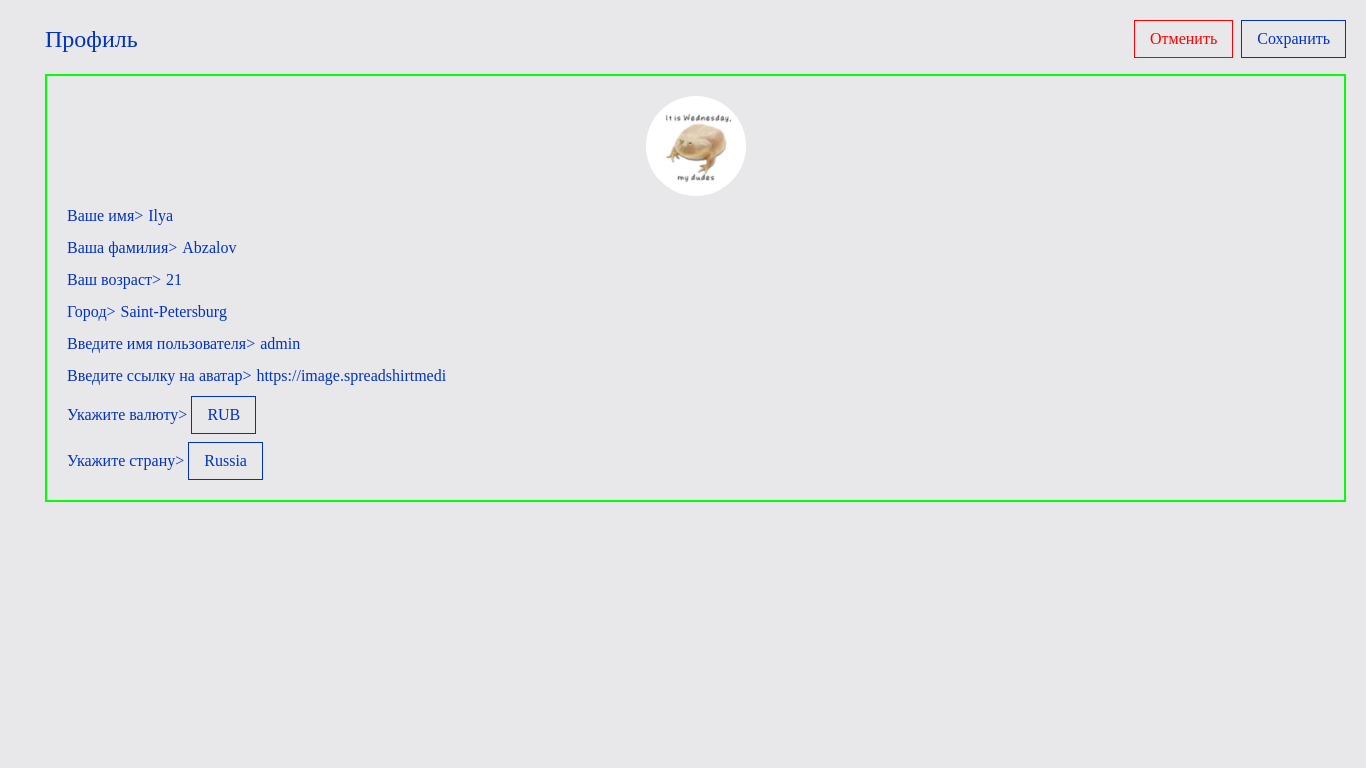 Профиль
Отменить
Сохранить
It is Wednesday,
my dudes
Ваше имя> Ilya
Ваша фамилия> Abzalov
Ваш возраст> 21
Город> Saint-Petersburg
Введите имя пользователя> admin
Введите ссылку на аватар> https://image.spreadshirtmedi
Укажите валюту> RUB
Укажите страну> Russia